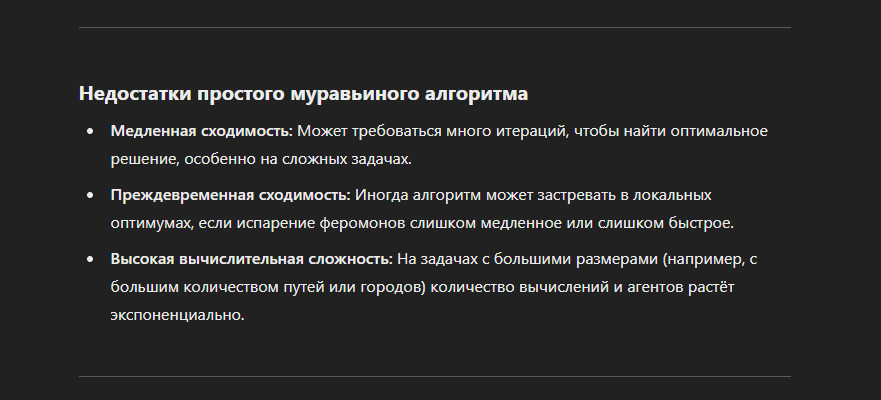 Недостатки простого муравьиного алгоритма
• Медленная сходимость: Может требоваться много итераций, чтобы найти оптимальное
решение, особенно на сложных задачах.
• Преждевременная сходимость: Иногда алгоритм может застревать в локальных
оптимумах, если испарение феромонов слишком медленное или слишком быстрое.
• Высокая вычислительная сложность: На задачах с большими размерами (например, с
большим количеством путей или городов) количество вычислений и агентов растёт
экспоненциально.